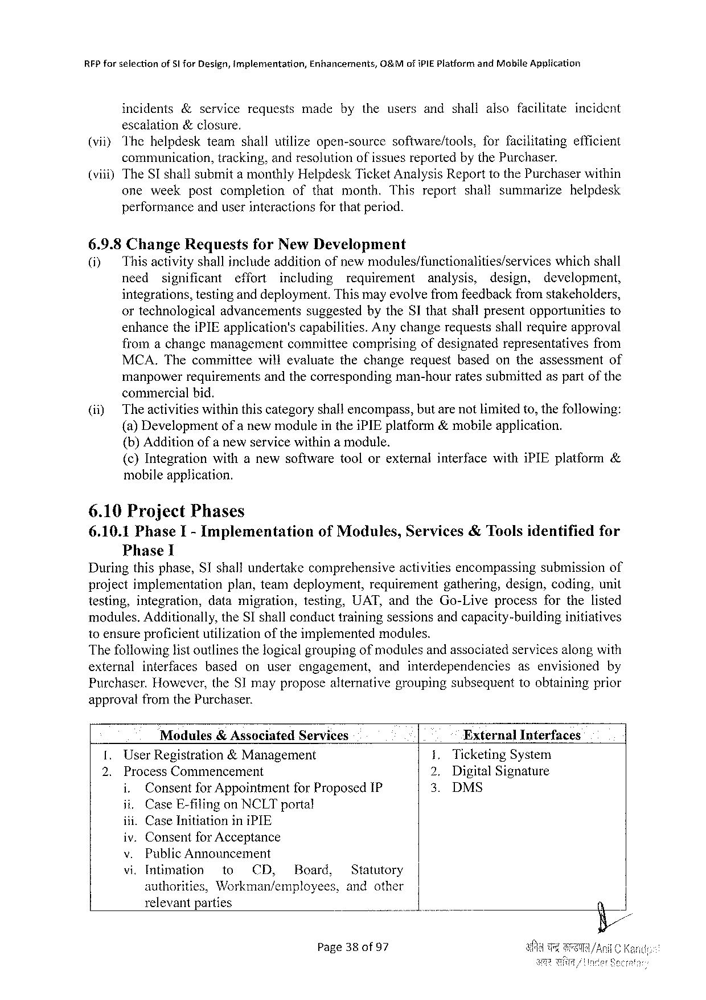 RFP for selection of SI for Design, Implementation, Enhancements, O&M of iPIE Platform and Mobile Application
incidents & service requests made by the users and shall also facilitate incident
escalation & closure.
(vii) The helpdesk team shall utilize open-source software/tools, for facilitating efficient
communication, tracking, and resolution of issues reported by the Purchaser.
(viii) The SI shall submit a monthly Helpdesk Ticket Analysis Report to the Purchaser within
one week post completion of that month. This report shall summarize helpdesk
performance and user interactions for that period.
6.9.8 Change Requests for New Development
(i) This activity shall include addition of new modules/functionalities/services which shall
need significant effort including requirement analysis, design, development,
integrations, testing and deployment. This may evolve from feedback from stakeholders,
or technological advancements suggested by the SI that shall present opportunities to
enhance the iPIE application's capabilities. Any change requests shall require approval
from a change management committee comprising of designated representatives from
MCA. The committee will evaluate the change request based on the assessment of
manpower requirements and the corresponding man-hour rates submitted as part of the
commercial bid.
(ii) The activities within this category shall encompass, but are not limited to, the following:
(a) Development of a new module in the iPIE platform & mobile application.
(b) Addition of a new service within a module.
(c) Integration with a new software tool or external interface with iPIE platform &
mobile application.
6.10 Project Phases
6.10.1 Phase I - Implementation of Modules, Services & Tools identified for
Phase I
During this phase, SI shall undertake comprehensive activities encompassing submission of
project implementation plan, team deployment, requirement gathering, design, coding, unit
testing, integration, data migration, testing, UAT, and the Go-Live process for the listed
modules. Additionally, the SI shall conduct training sessions and capacity-building initiatives
to ensure proficient utilization of the implemented modules.
The following list outlines the logical grouping of modules and associated services along with
external interfaces based on user engagement, and interdependencies as envisioned by
Purchaser. However, the SI may propose alternative grouping subsequent to obtaining prior
approval from the Purchaser.
Modules & Associated Services
1. User Registration & Management
2. Process Commencement
i. Consent for Appointment for Proposed IP
ii. Case E-filing on NCLT portal
iii. Case Initiation in iPIE
iv. Consent for Acceptance
v. Public Announcement
vi. Intimation to CD, Board, Statutory
authorities, Workman/employees, and other
relevant parties
External Interfaces
1. Ticketing System
2. Digital Signature
3. DMS
Page 38 of 97
अनिल चन्द्र काण्डपाल/Anil C Kandpal
अवर सचिव/Under Secretary